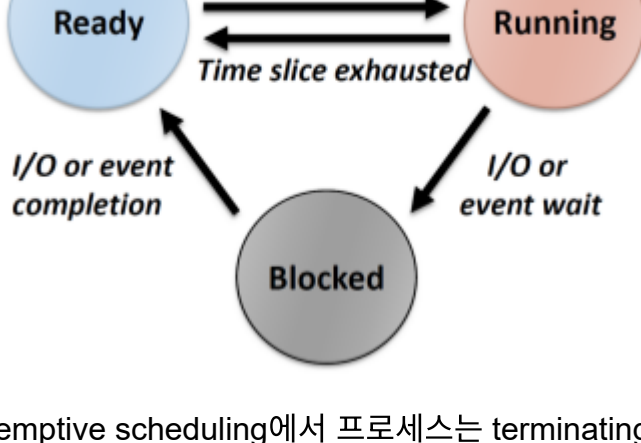 Ready
Running
Time slice exhausted
I/O or event
completion
I/O or
event wait
Blocked
emptive scheduling에서 프로세스는 terminating